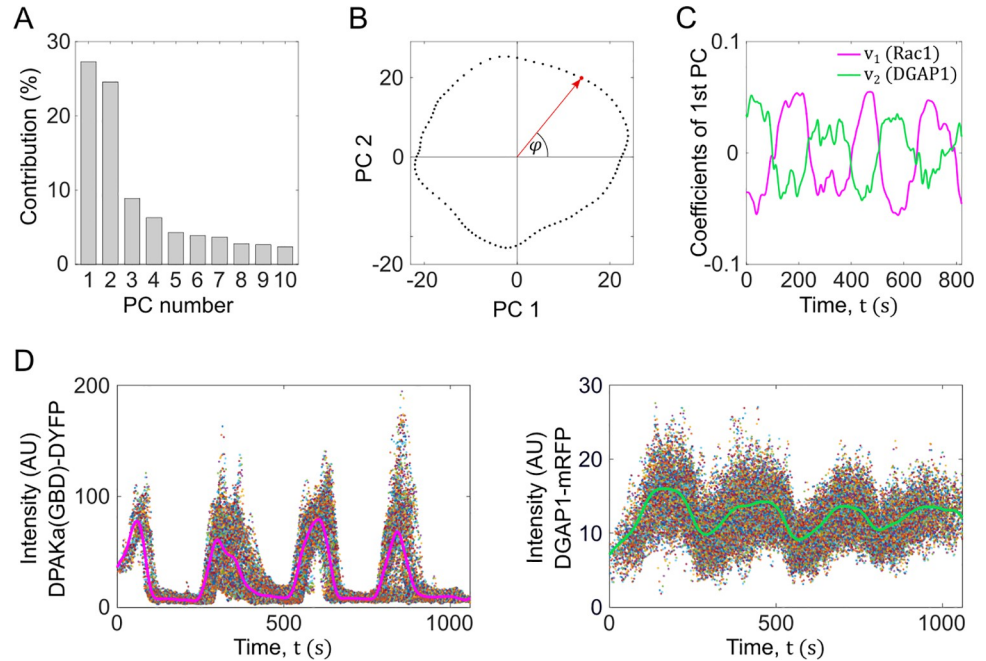 A
Contribution (%)
30
20
10
0
1 2 3 4 5 6 7 8 9 10
PC number
B
PC 2
20
0
-20
φ
-20 0 20
PC 1
C
Coefficients of 1st PC
0.1
0
-0.1
v₁ (Rac1)
v₂ (DGAP1)
0 200 400 600 800
Time, t (s)
D
Intensity (AU)
DPAKa(GBD)-DYFP
200
100
0
0 500 1000
Time, t (s)
Intensity (AU)
DGAP1-mRFP
30
20
10
0
0 500 1000
Time, t (s)